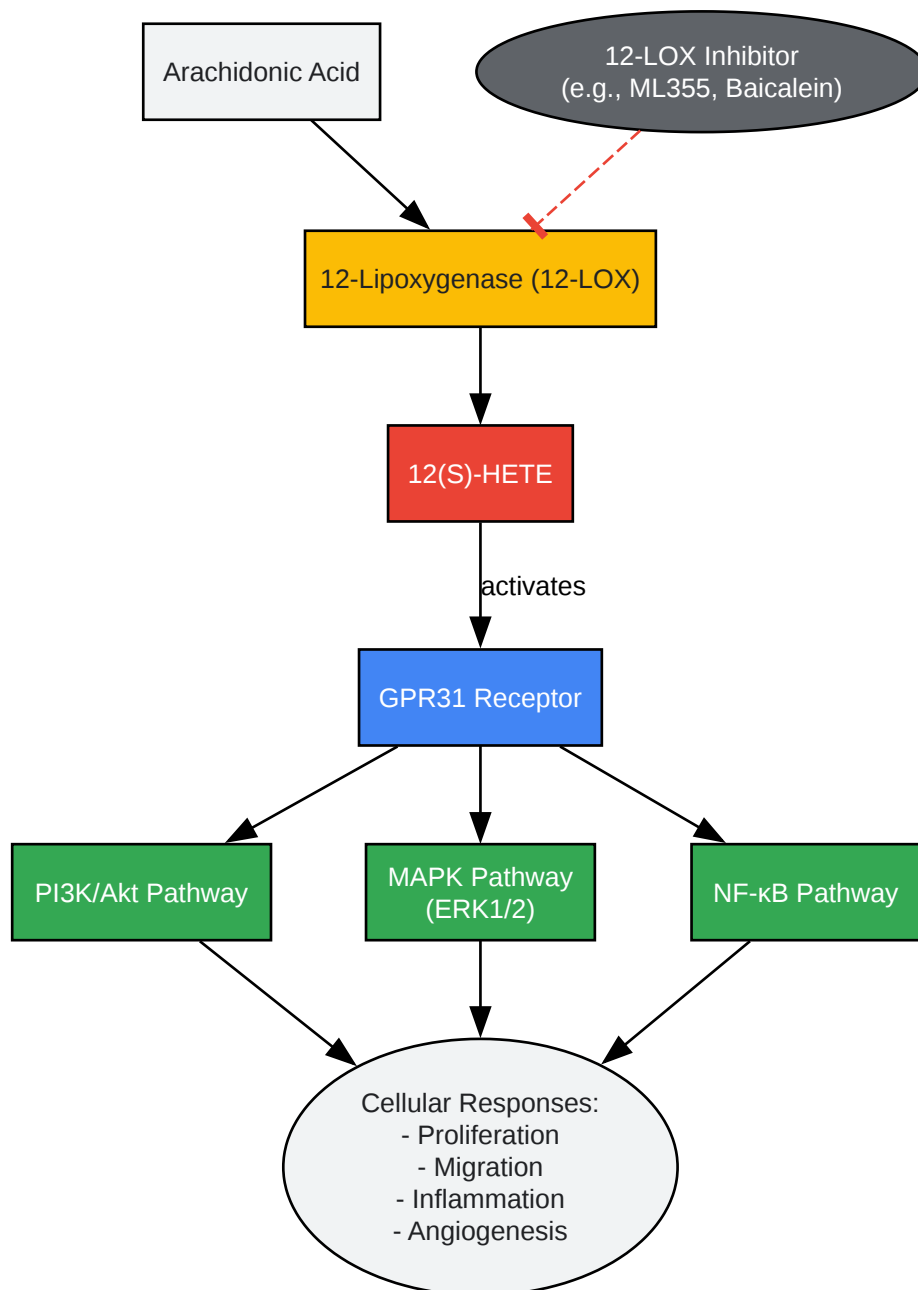 Arachidonic Acid
12-LOX Inhibitor
(e.g., ML355, Baicalein)
12-Lipoxygenase (12-LOX)
12(S)-HETE
activates
GPR31 Receptor
PI3K/Akt Pathway
MAPK Pathway
(ERK1/2)
NF-κB Pathway
Cellular Responses:
- Proliferation
- Migration
- Inflammation
- Angiogenesis